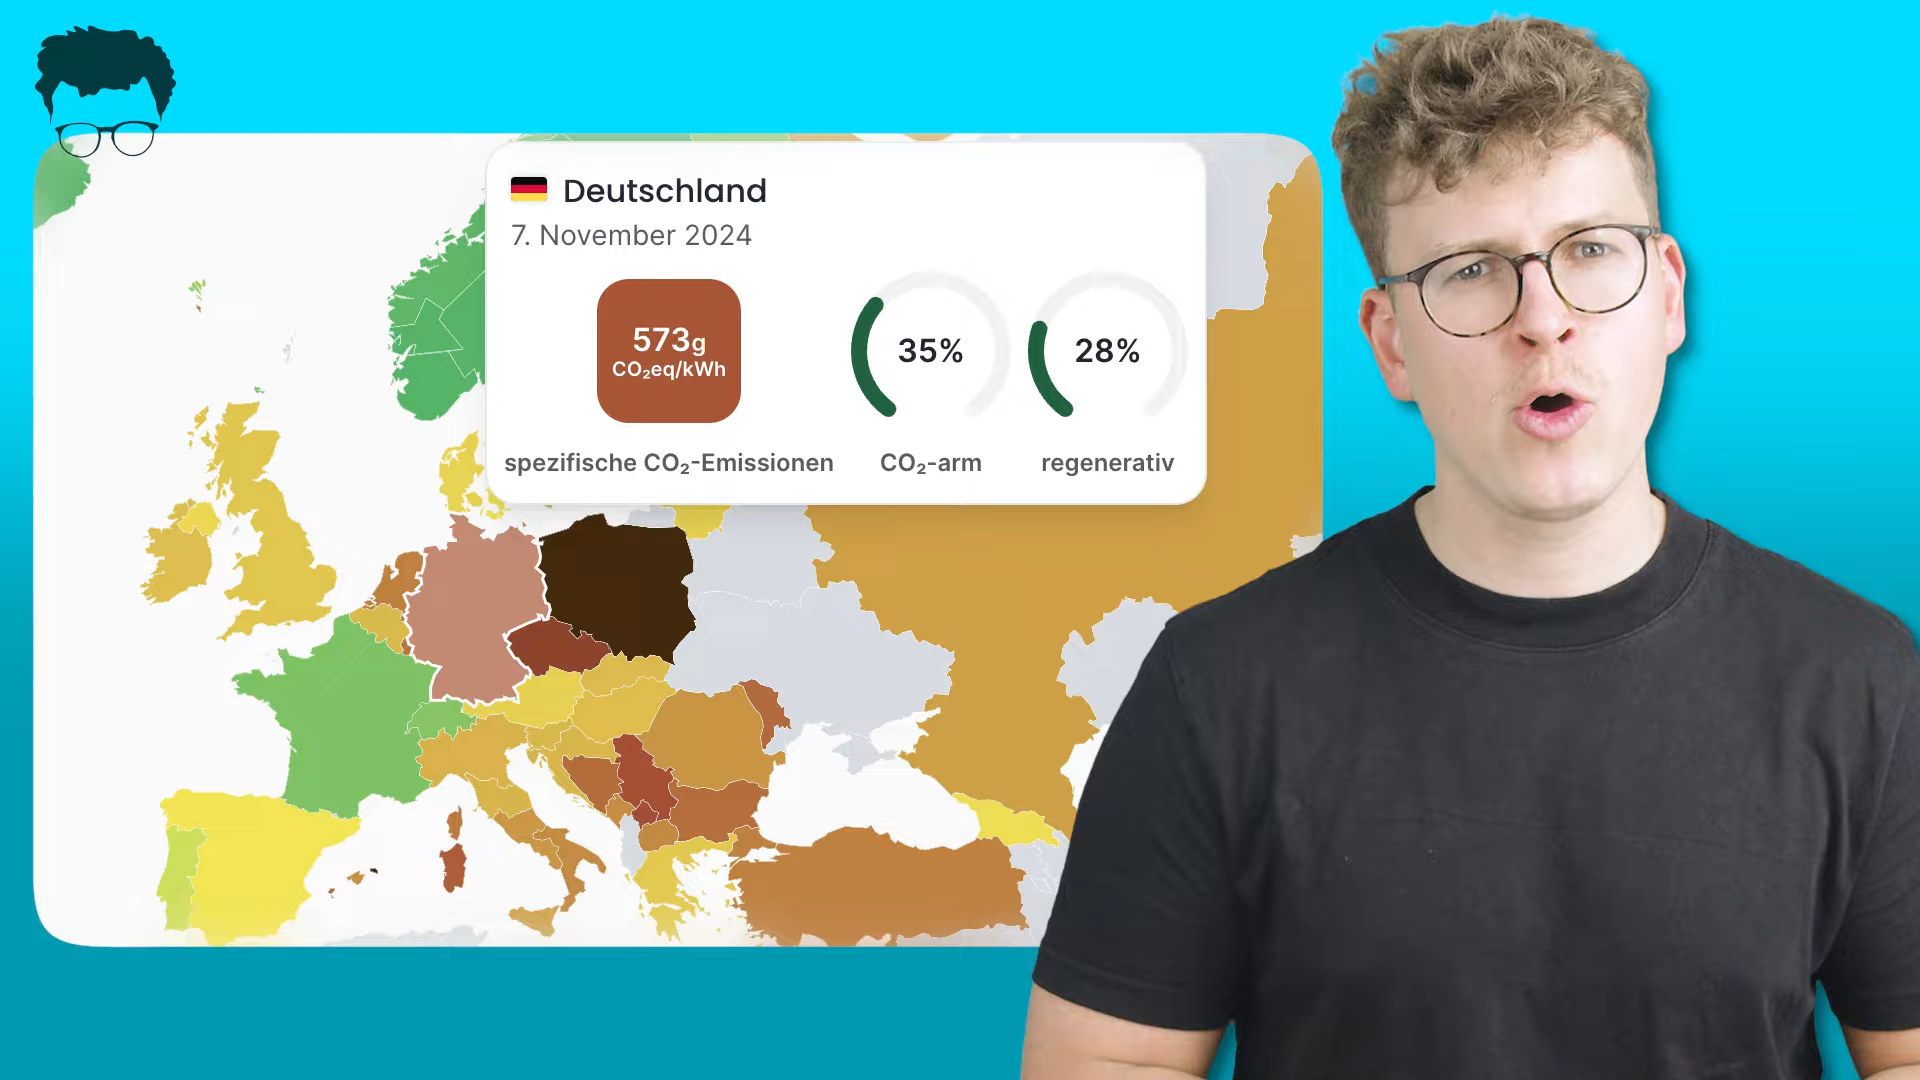 Deutschland
7. November 2024
573g
CO₂eq/kWh
35%
28%
spezifische CO₂-Emissionen
CO₂-arm
regenerativ